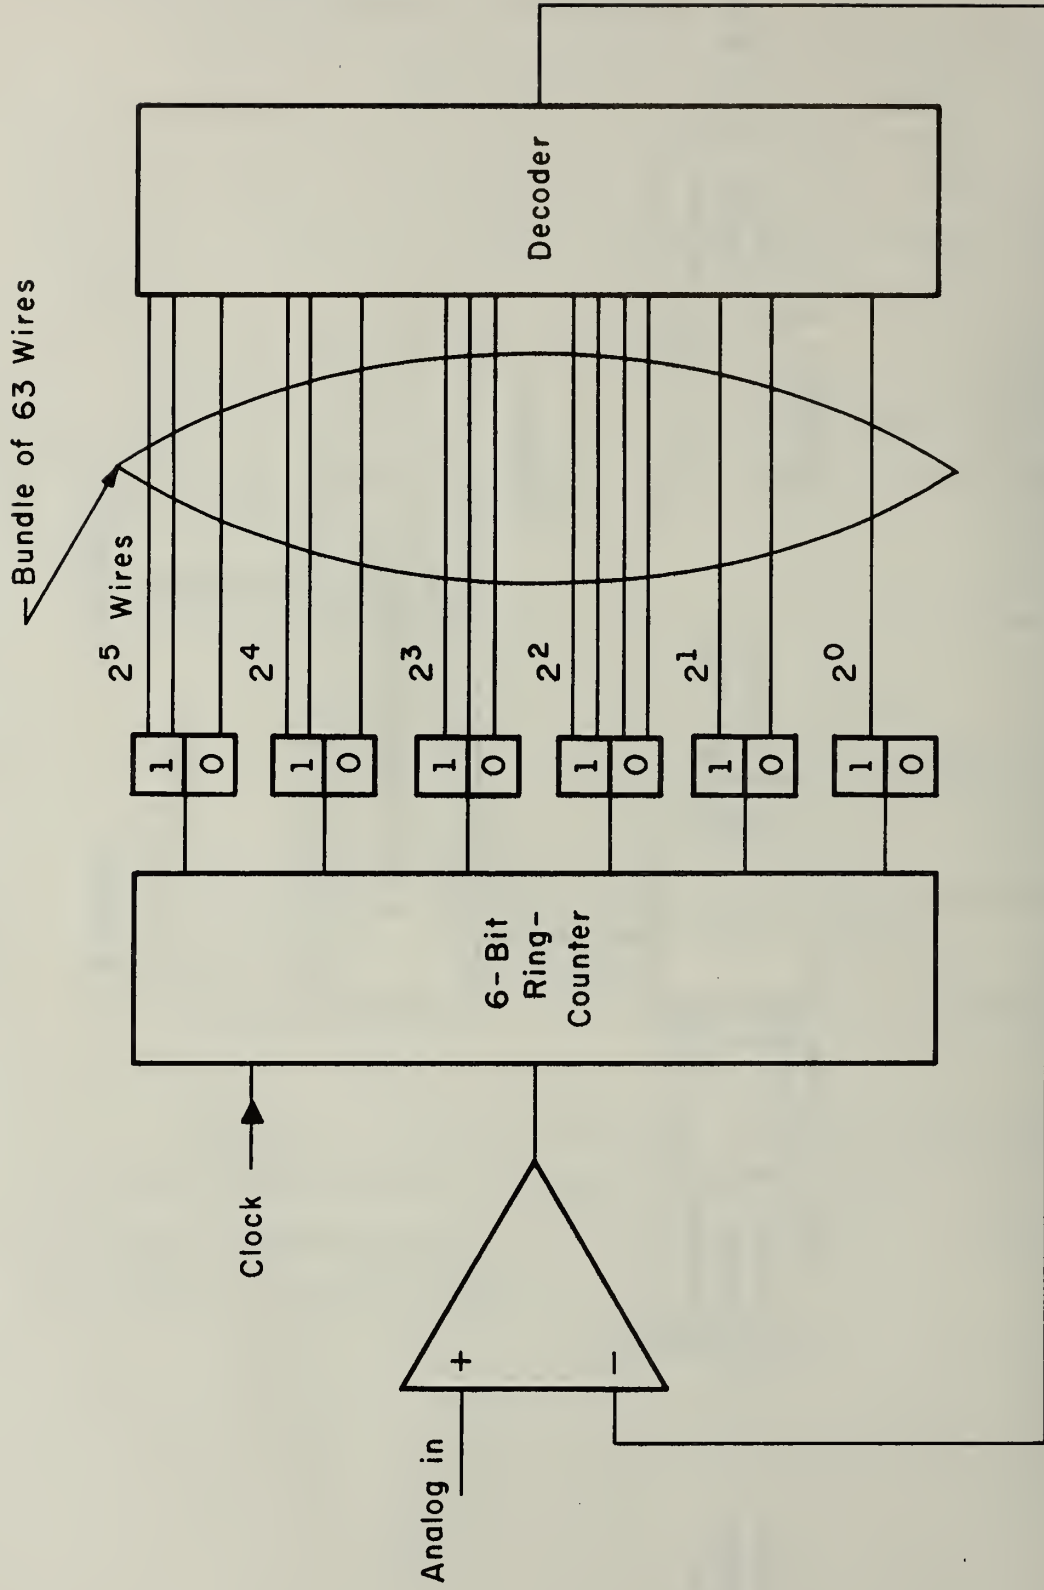 Bundle of 63 Wires
2⁵ Wires
2⁴
2³
2²
2¹
2⁰
1
0
1
0
1
0
1
0
1
0
1
0
Decoder
6-Bit
Ring-
Counter
Clock
Analog in
+
−